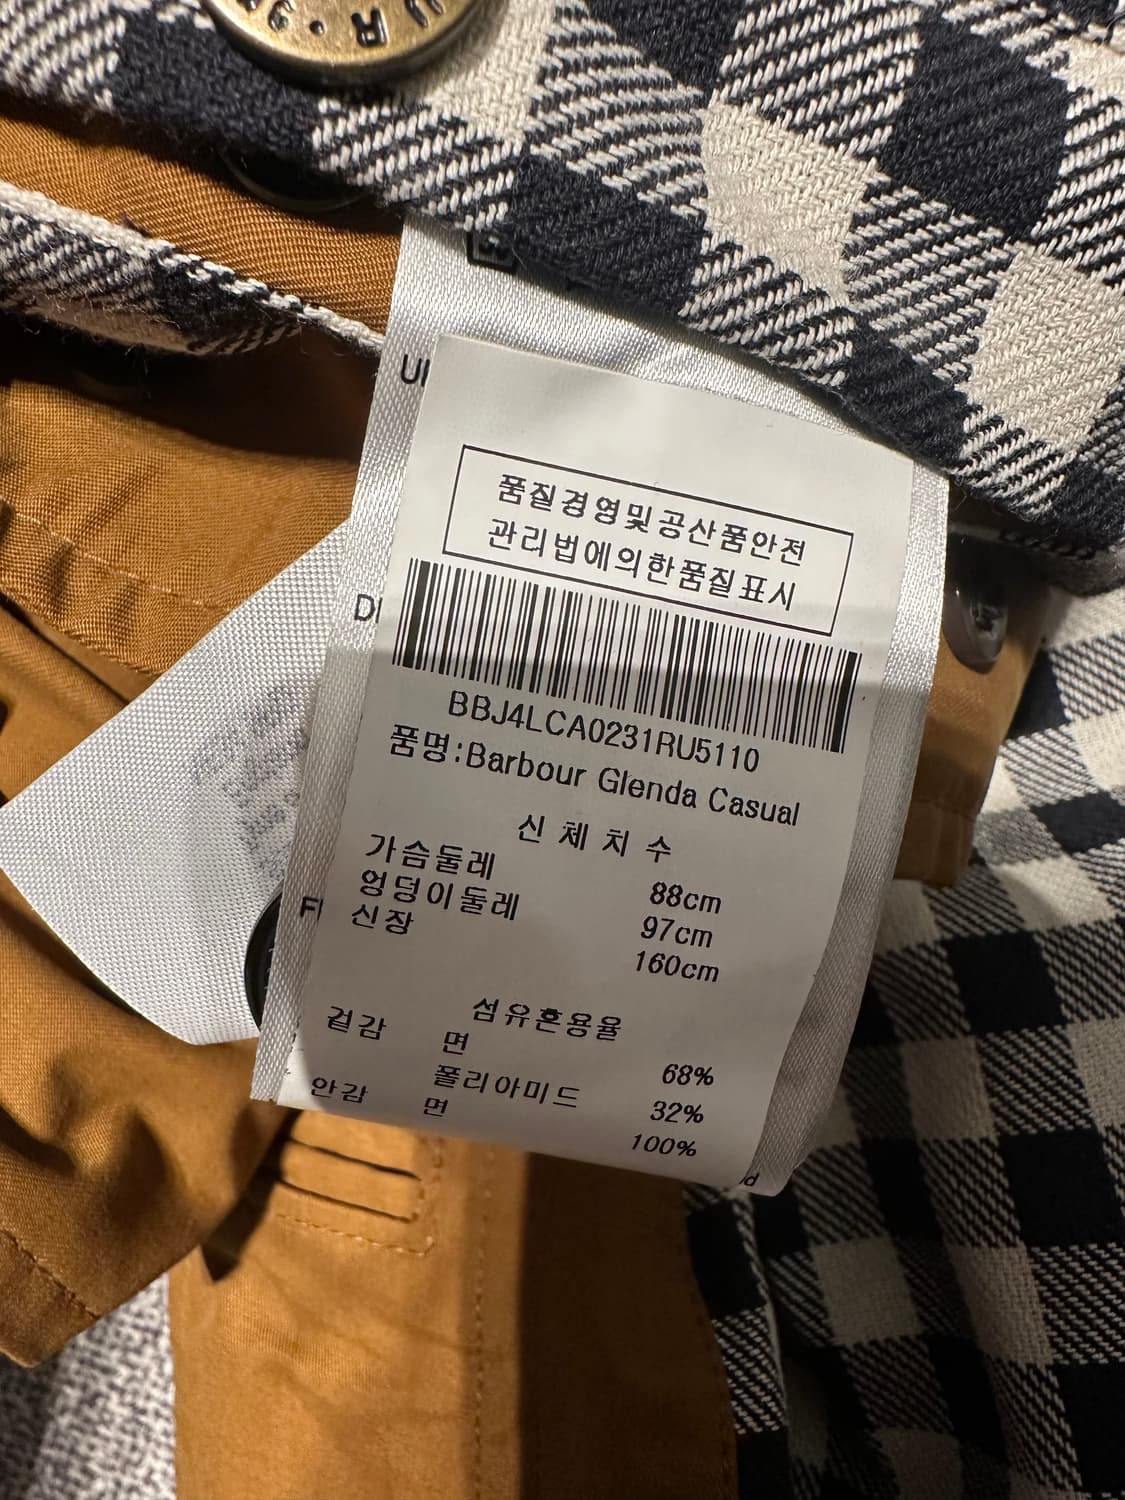 품질경영및공산품안전
관리법에의한품질표시
BBJ4LCA0231RU5110
품명:Barbour Glenda Casual
신 체 치 수
가슴둘레 88cm
엉덩이둘레 97cm
신장 160cm
섬유혼용율
겉감 면 68%
폴리아미드 32%
안감 면 100%